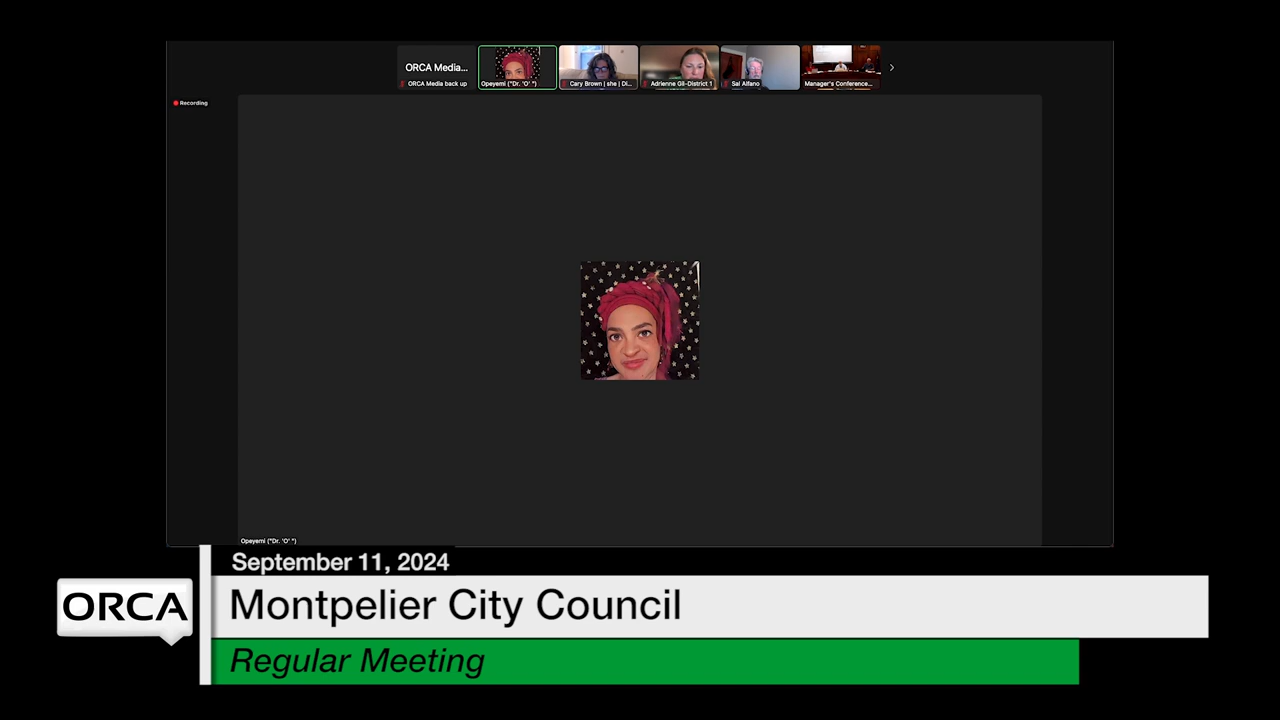 ORCA Media...
ORCA Media back up
Opeyemi ("Dr. 'O' ")
Cary Brown | she | Di...
Adrienne Gil-District 1
Sal Alfano
Manager's Conference...
Recording
Opeyemi ("Dr. 'O' ")
September 11, 2024
ORCA
Montpelier City Council
Regular Meeting